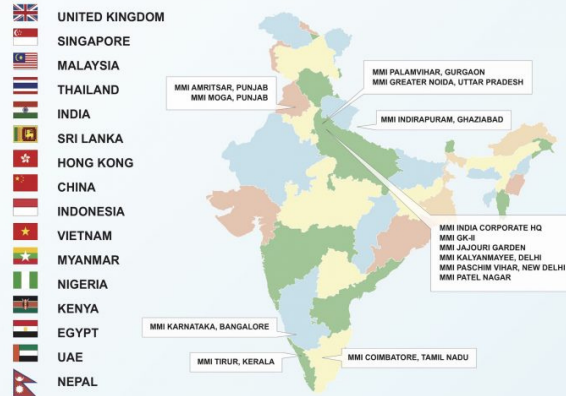 UNITED KINGDOM
SINGAPORE
MALAYSIA
THAILAND
INDIA
SRI LANKA
HONG KONG
CHINA
INDONESIA
VIETNAM
MYANMAR
NIGERIA
KENYA
EGYPT
UAE
NEPAL
MMI AMRITSAR, PUNJAB
MMI MOGA, PUNJAB
MMI PALAMVIHAR, GURGAON
MMI GREATER NOIDA, UTTAR PRADESH
MMI INDIRAPURAM, GHAZIABAD
MMI INDIA CORPORATE HQ
MMI GK-II
MMI JAJOURI GARDEN
MMI KALYANMAYEE, DELHI
MMI PASCHIM VIHAR, NEW DELHI
MMI PATEL NAGAR
MMI KARNATAKA, BANGALORE
MMI TIRUR, KERALA
MMI COIMBATORE, TAMIL NADU